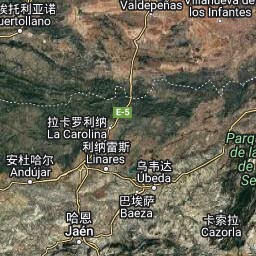 埃托利亚诺
uertollano
Valdepeñas
Villanueva de
los Infantes
E-5
拉卡罗利纳
La Carolina
利纳雷斯
Linares
安杜哈尔
Andújar
乌韦达
Úbeda
Parq
de la
de
Se
巴埃萨
Baeza
哈恩
Jaén
卡索拉
Cazorla